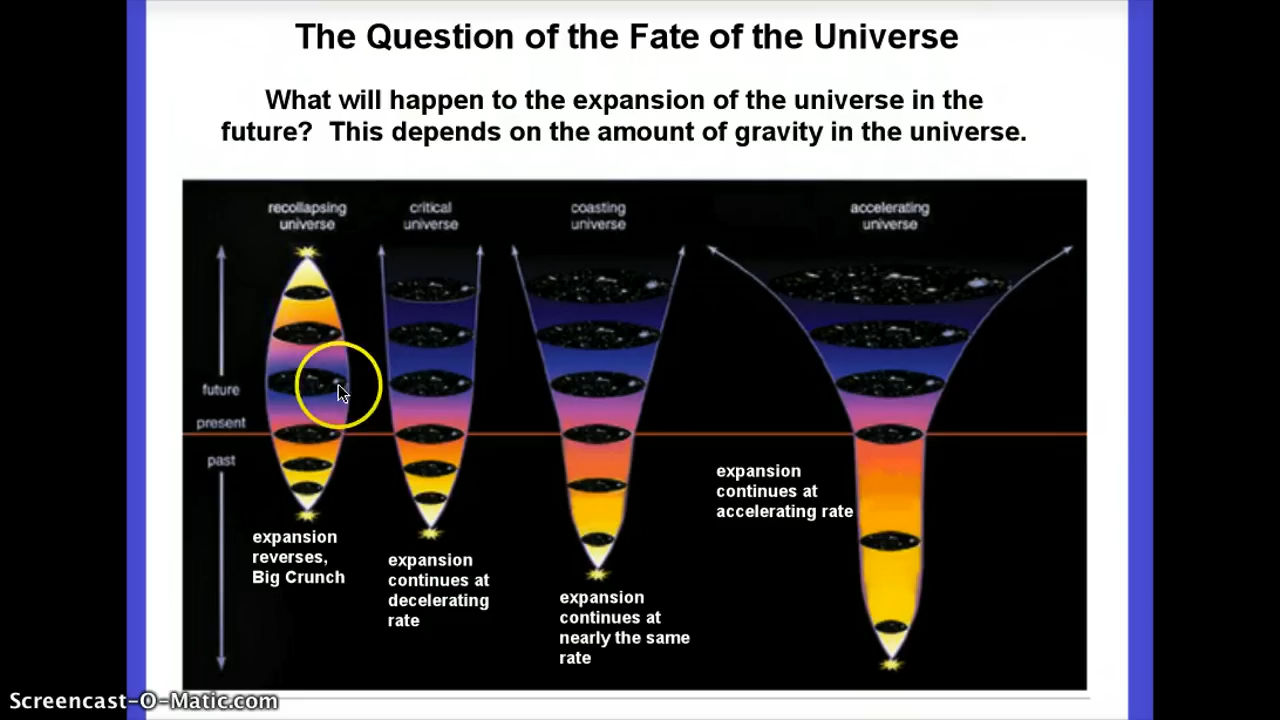 The Question of the Fate of the Universe
What will happen to the expansion of the universe in the
future? This depends on the amount of gravity in the universe.
recollapsing
universe
critical
universe
coasting
universe
accelerating
universe
future
present
past
expansion
reverses,
Big Crunch
expansion
continues at
decelerating
rate
expansion
continues at
nearly the same
rate
expansion
continues at
accelerating rate
Screencast-O-Matic.com